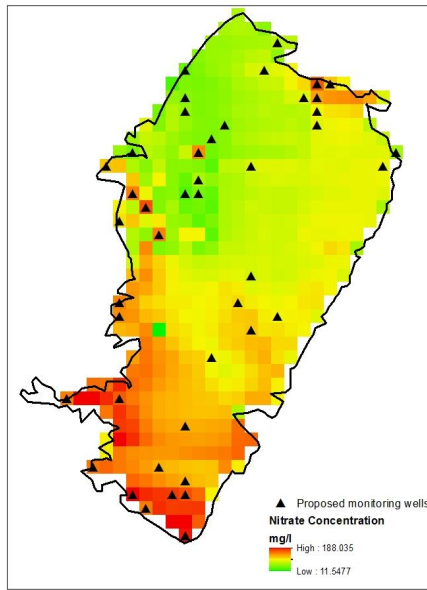 Proposed monitoring wells
Nitrate Concentration
mg/l
High : 188.035
Low : 11.5477